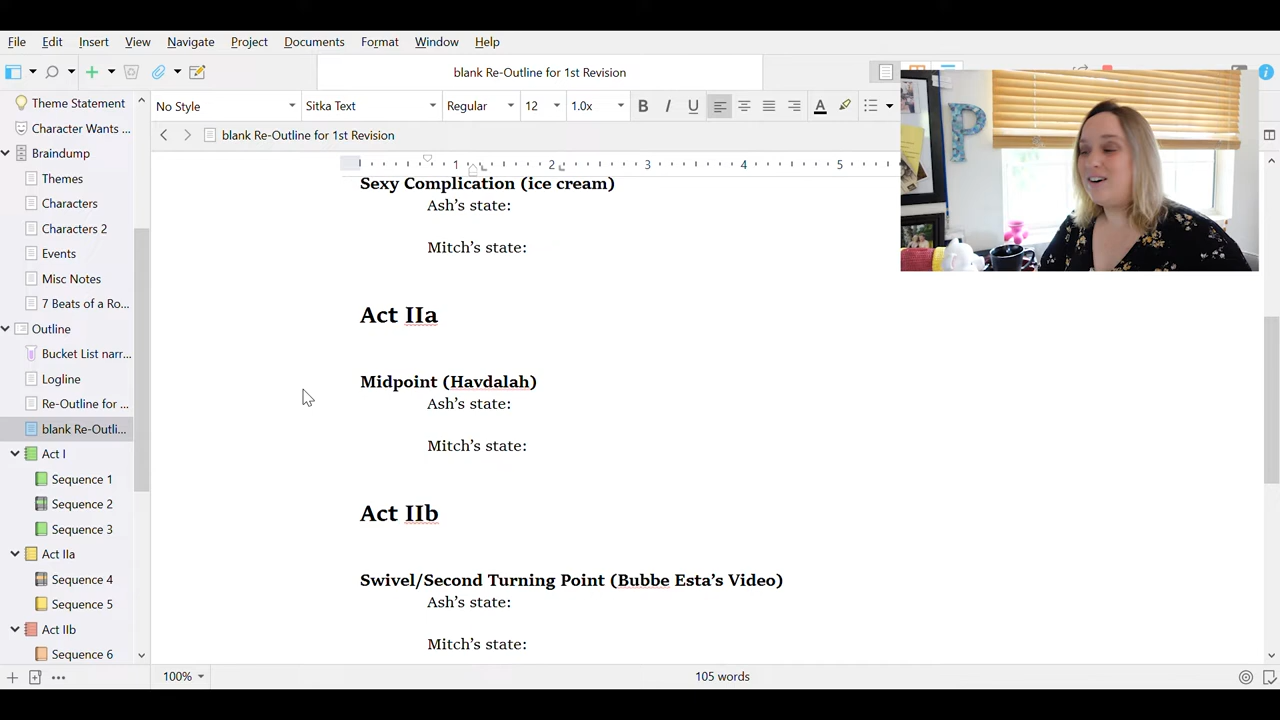 File Edit Insert View Navigate Project Documents Format Window Help
blank Re-Outline for 1st Revision
No Style Sitka Text Regular 12 1.0x B I U A
blank Re-Outline for 1st Revision
1 2 3 4 5
Theme Statement
Character Wants ...
Braindump
Themes
Characters
Characters 2
Events
Misc Notes
7 Beats of a Ro...
Outline
Bucket List narr...
Logline
Re-Outline for ...
blank Re-Outli...
Act I
Sequence 1
Sequence 2
Sequence 3
Act IIa
Sequence 4
Sequence 5
Act IIb
Sequence 6
Sexy Complication (ice cream)
Ash's state:
Mitch's state:
Act IIa
Midpoint (Havdalah)
Ash's state:
Mitch's state:
Act IIb
Swivel/Second Turning Point (Bubbe Esta's Video)
Ash's state:
Mitch's state:
P
100%
105 words